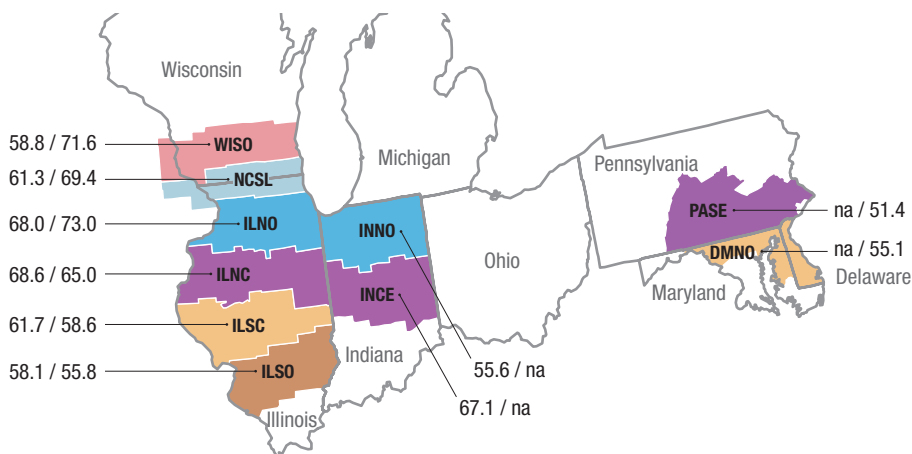 Wisconsin
58.8 / 71.6
WISO
Michigan
Pennsylvania
61.3 / 69.4
NCSL
PASE
na / 51.4
68.0 / 73.0
ILNO
INNO
DMNO
na / 55.1
Ohio
Delaware
68.6 / 65.0
ILNC
INCE
Maryland
61.7 / 58.6
ILSC
Indiana
55.6 / na
58.1 / 55.8
ILSO
67.1 / na
Illinois